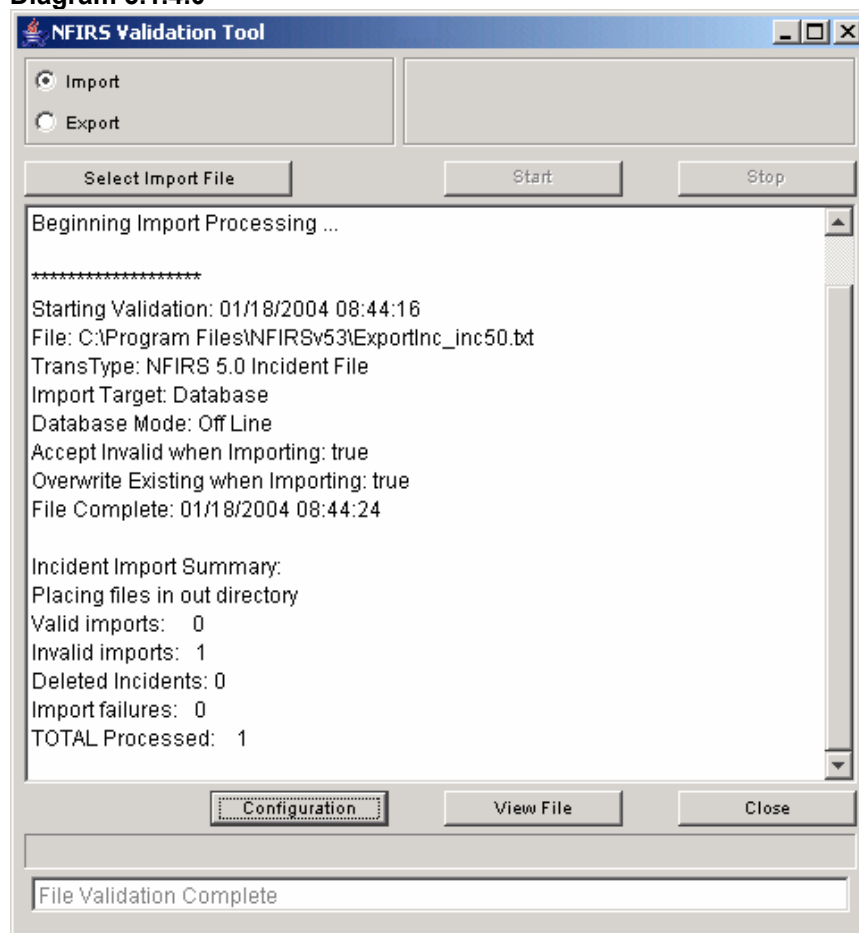 NFIRS Validation Tool
Import
Export
Select Import File
Start
Stop
Beginning Import Processing ...
*******************
Starting Validation: 01/18/2004 08:44:16
File: C:\Program Files\NFIRSv53\ExportInc_inc50.txt
TransType: NFIRS 5.0 Incident File
Import Target: Database
Database Mode: Off Line
Accept Invalid when Importing: true
Overwrite Existing when Importing: true
File Complete: 01/18/2004 08:44:24
Incident Import Summary:
Placing files in out directory
Valid imports: 0
Invalid imports: 1
Deleted Incidents: 0
Import failures: 0
TOTAL Processed: 1
Configuration
View File
Close
File Validation Complete